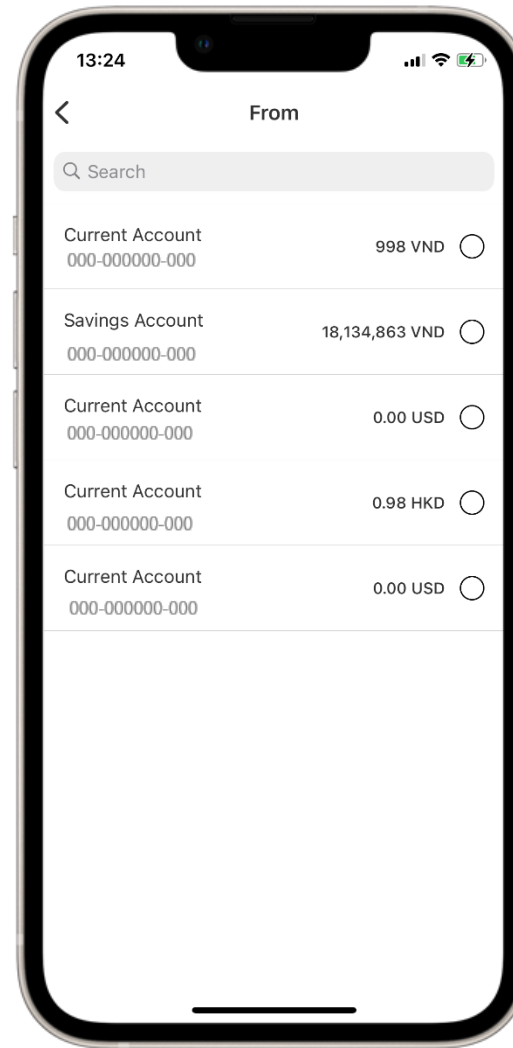 13:24
From
Search
Current Account
998 VND
000-000000-000
Savings Account
18,134,863 VND
000-000000-000
Current Account
0.00 USD
000-000000-000
Current Account
0.98 HKD
000-000000-000
Current Account
0.00 USD
000-000000-000